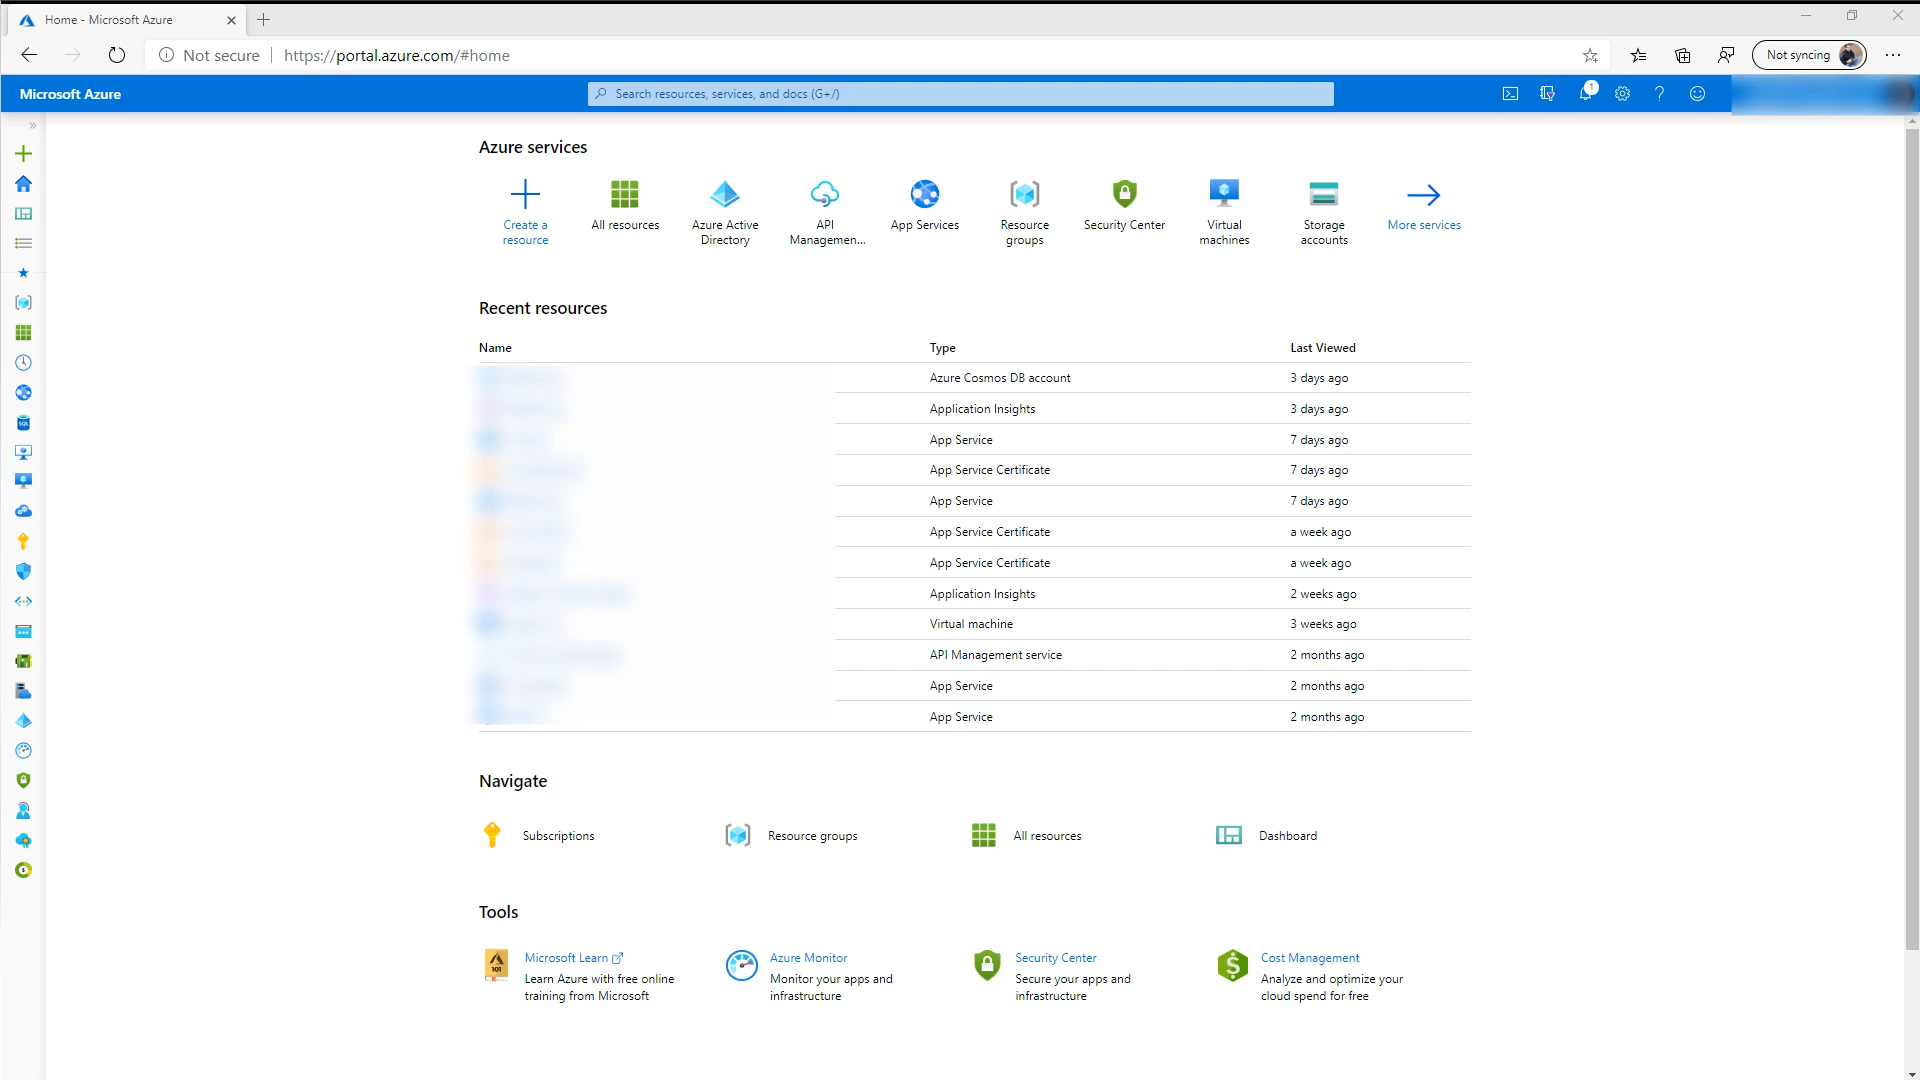 Home - Microsoft Azure
Not secure
https://portal.azure.com/#home
Not syncing
Microsoft Azure
Search resources, services, and docs (G+/)
1
Azure services
Create a
resource
All resources
Azure Active
Directory
API
Managemen...
App Services
Resource
groups
Security Center
Virtual
machines
Storage
accounts
More services
Recent resources
Name Type Last Viewed
Azure Cosmos DB account 3 days ago
Application Insights 3 days ago
App Service 7 days ago
App Service Certificate 7 days ago
App Service 7 days ago
App Service Certificate a week ago
App Service Certificate a week ago
Application Insights 2 weeks ago
Virtual machine 3 weeks ago
API Management service 2 months ago
App Service 2 months ago
App Service 2 months ago
Navigate
Subscriptions
Resource groups
All resources
Dashboard
Tools
101
Microsoft Learn
Learn Azure with free online
training from Microsoft
Azure Monitor
Monitor your apps and
infrastructure
Security Center
Secure your apps and
infrastructure
Cost Management
Analyze and optimize your
cloud spend for free
SQL